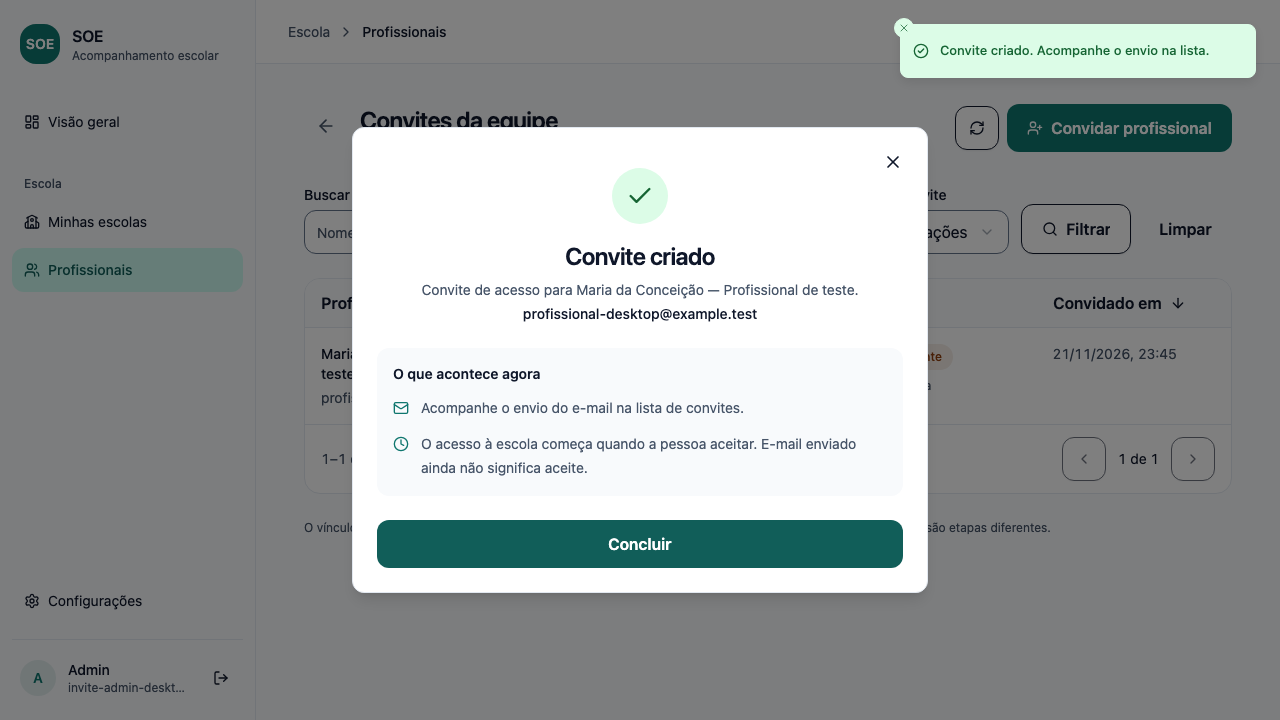 SOE
SOE
Acompanhamento escolar
Visão geral
Escola
Minhas escolas
Profissionais
Configurações
A
Admin
invite-admin-deskt...
Escola
Profissionais
Convite criado. Acompanhe o envio na lista.
Convites da equipe
Convidar profissional
Buscar
Filtrar
Limpar
Convidado em
21/11/2026, 23:45
teste
1 de 1
O vínculo
são etapas diferentes.
Convite criado
Convite de acesso para Maria da Conceição — Profissional de teste.
profissional-desktop@example.test
O que acontece agora
Acompanhe o envio do e-mail na lista de convites.
O acesso à escola começa quando a pessoa aceitar. E-mail enviado
ainda não significa aceite.
Concluir